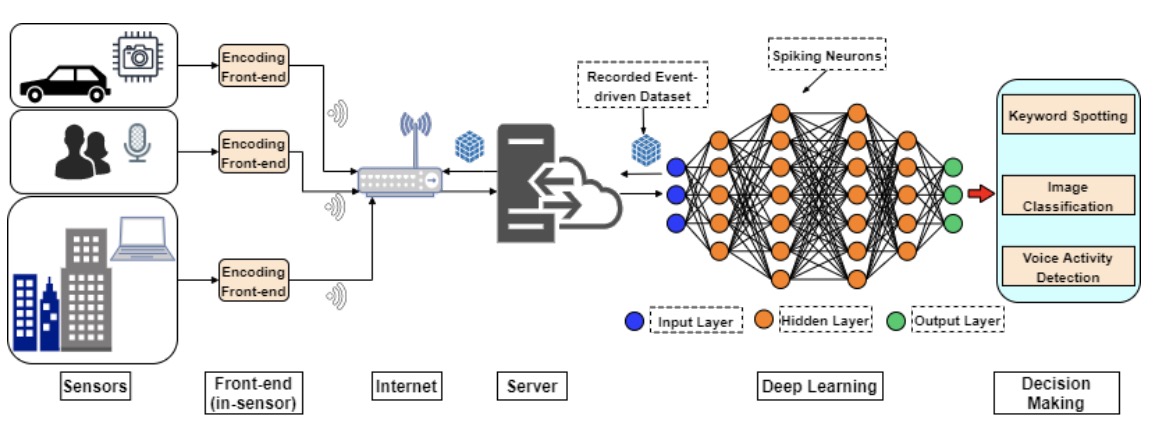 Encoding
Front-end
Encoding
Front-end
Encoding
Front-end
Recorded Event-
driven Dataset
Spiking Neurons
Keyword Spotting
Image
Classification
Voice Activity
Detection
Input Layer
Hidden Layer
Output Layer
Sensors
Front-end
(in-sensor)
Internet
Server
Deep Learning
Decision
Making